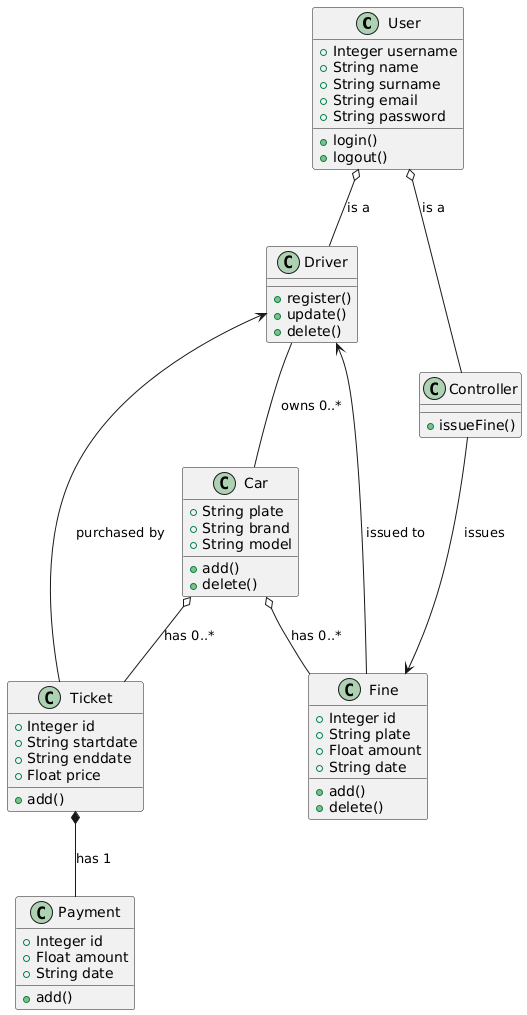 C User
Integer username
String name
String surname
String email
String password
login()
logout()
is a
is a
C Driver
register()
update()
delete()
C Controller
issueFine()
owns 0..*
C Car
String plate
String brand
String model
add()
delete()
purchased by
issued to
issues
has 0..*
has 0..*
C Ticket
Integer id
String startdate
String enddate
Float price
add()
C Fine
Integer id
String plate
Float amount
String date
add()
delete()
has 1
C Payment
Integer id
Float amount
String date
add()